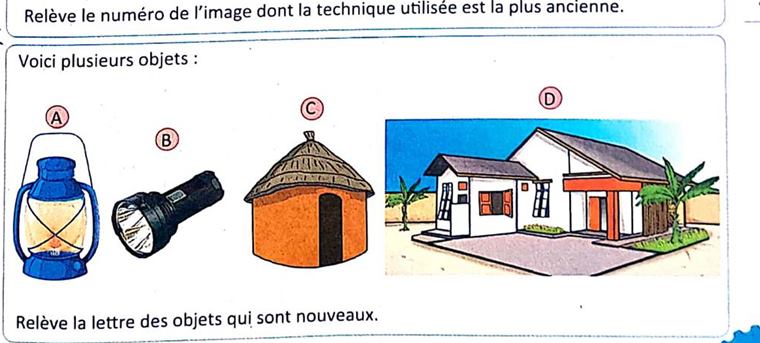 Relève le numéro de l'image dont la technique utilisée est la plus ancienne.
Voici plusieurs objets :
A
B
C
D
Relève la lettre des objets qui sont nouveaux.